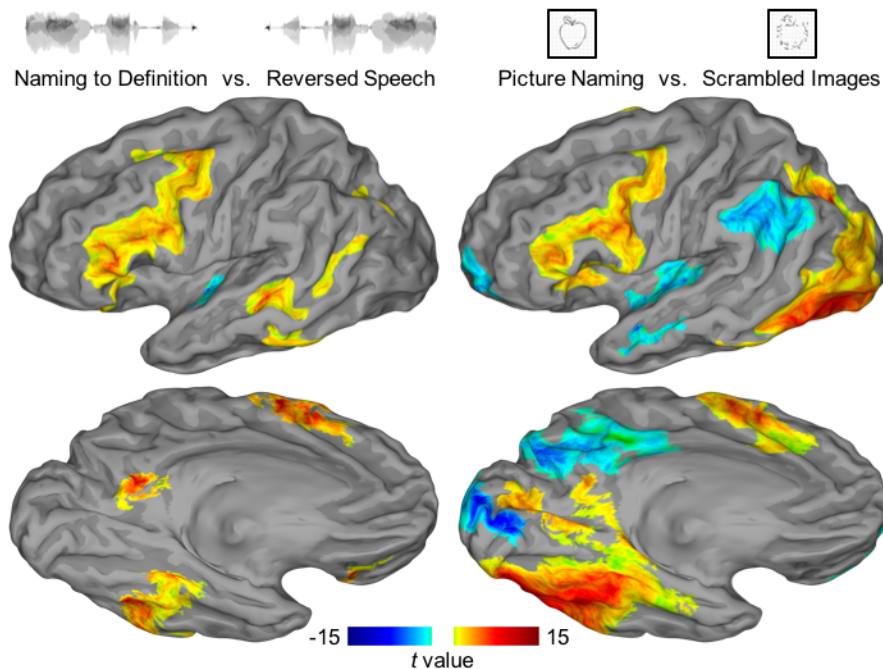 Naming to Definition vs. Reversed Speech
Picture Naming vs. Scrambled Images
-15 15
t value